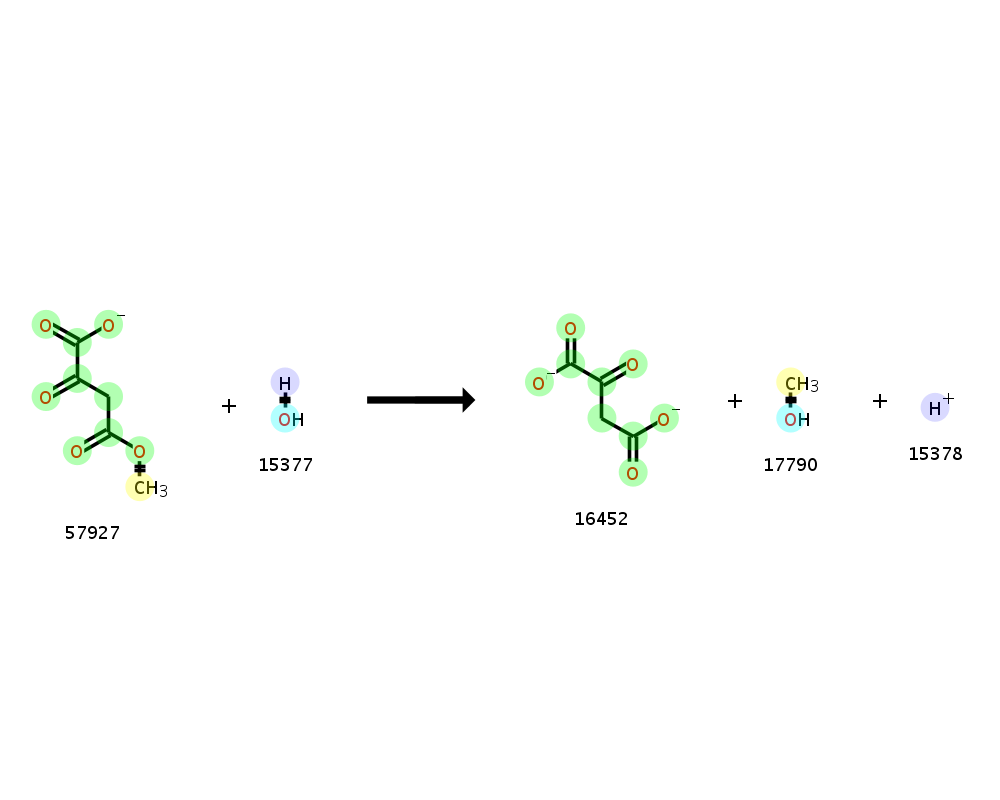 O O⁻
O
O
O
CH3
57927
+
H
OH
15377
O
O⁻
O
O⁻
O
16452
+
CH3
OH
17790
+
H⁺
15378